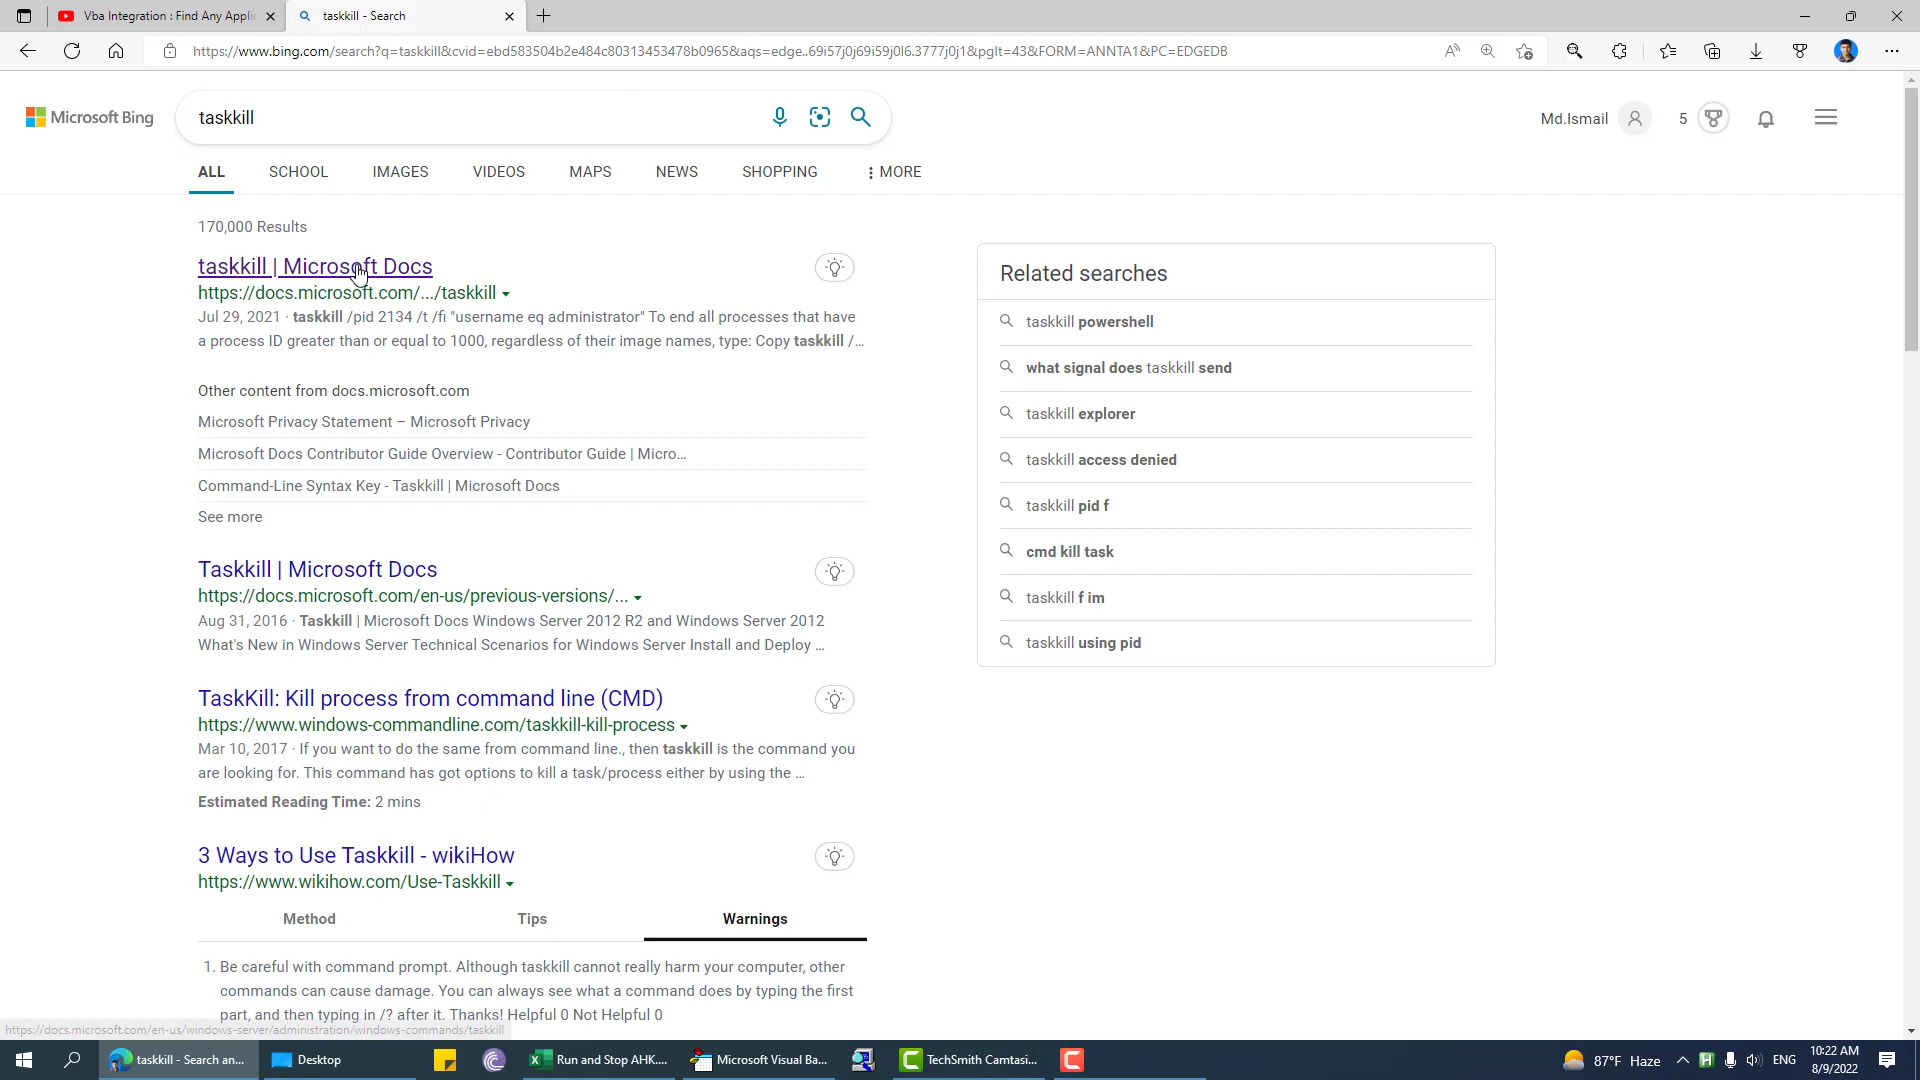 Vba Integration : Find Any Applic
taskkill - Search
https://www.bing.com/search?q=taskkill&cvid=ebd583504b2e484c80313453478b0965&aqs=edge..69i57j0j69i59j0l6.3777j0j1&pglt=43&FORM=ANNTA1&PC=EDGEDB
Microsoft Bing
taskkill
Md.Ismail
5
ALL SCHOOL IMAGES VIDEOS MAPS NEWS SHOPPING MORE
170,000 Results
taskkill | Microsoft Docs
https://docs.microsoft.com/.../taskkill
Jul 29, 2021 · taskkill /pid 2134 /t /fi "username eq administrator" To end all processes that have
a process ID greater than or equal to 1000, regardless of their image names, type: Copy taskkill /...
Other content from docs.microsoft.com
Microsoft Privacy Statement – Microsoft Privacy
Microsoft Docs Contributor Guide Overview - Contributor Guide | Micro...
Command-Line Syntax Key - Taskkill | Microsoft Docs
See more
Taskkill | Microsoft Docs
https://docs.microsoft.com/en-us/previous-versions/...
Aug 31, 2016 · Taskkill | Microsoft Docs Windows Server 2012 R2 and Windows Server 2012
What's New in Windows Server Technical Scenarios for Windows Server Install and Deploy ...
TaskKill: Kill process from command line (CMD)
https://www.windows-commandline.com/taskkill-kill-process
Mar 10, 2017 · If you want to do the same from command line., then taskkill is the command you
are looking for. This command has got options to kill a task/process either by using the ...
Estimated Reading Time: 2 mins
3 Ways to Use Taskkill - wikiHow
https://www.wikihow.com/Use-Taskkill
Method Tips Warnings
1. Be careful with command prompt. Although taskkill cannot really harm your computer, other
commands can cause damage. You can always see what a command does by typing the first
part, and then typing in /? after it. Thanks! Helpful 0 Not Helpful 0
Related searches
taskkill powershell
what signal does taskkill send
taskkill explorer
taskkill access denied
taskkill pid f
cmd kill task
taskkill f im
taskkill using pid
https://docs.microsoft.com/en-us/windows-server/administration/windows-commands/taskkill
taskkill - Search an...
Desktop
Run and Stop AHK....
Microsoft Visual Ba...
TechSmith Camtasi...
87°F Haze
ENG
10:22 AM
8/9/2022